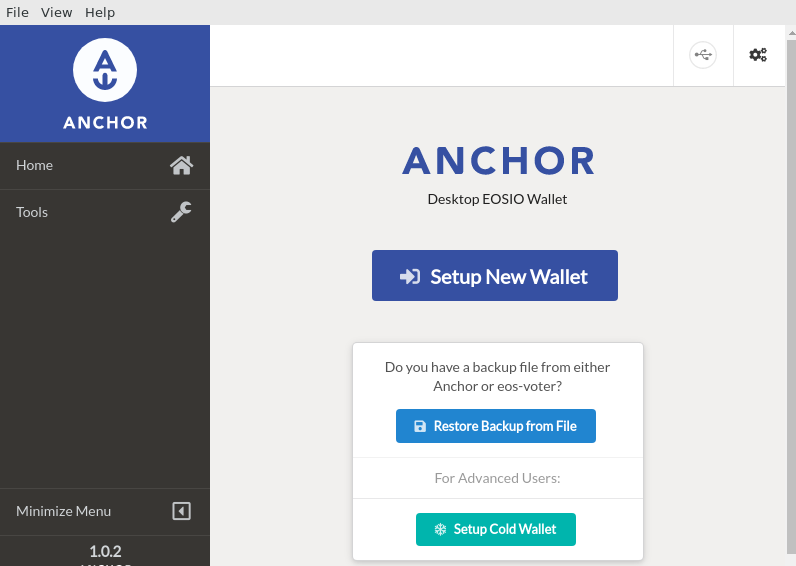 File View Help
ANCHOR
Home
Tools
Minimize Menu
1.0.2
ANCHOR
Desktop EOSIO Wallet
Setup New Wallet
Do you have a backup file from either
Anchor or eos-voter?
Restore Backup from File
For Advanced Users:
Setup Cold Wallet